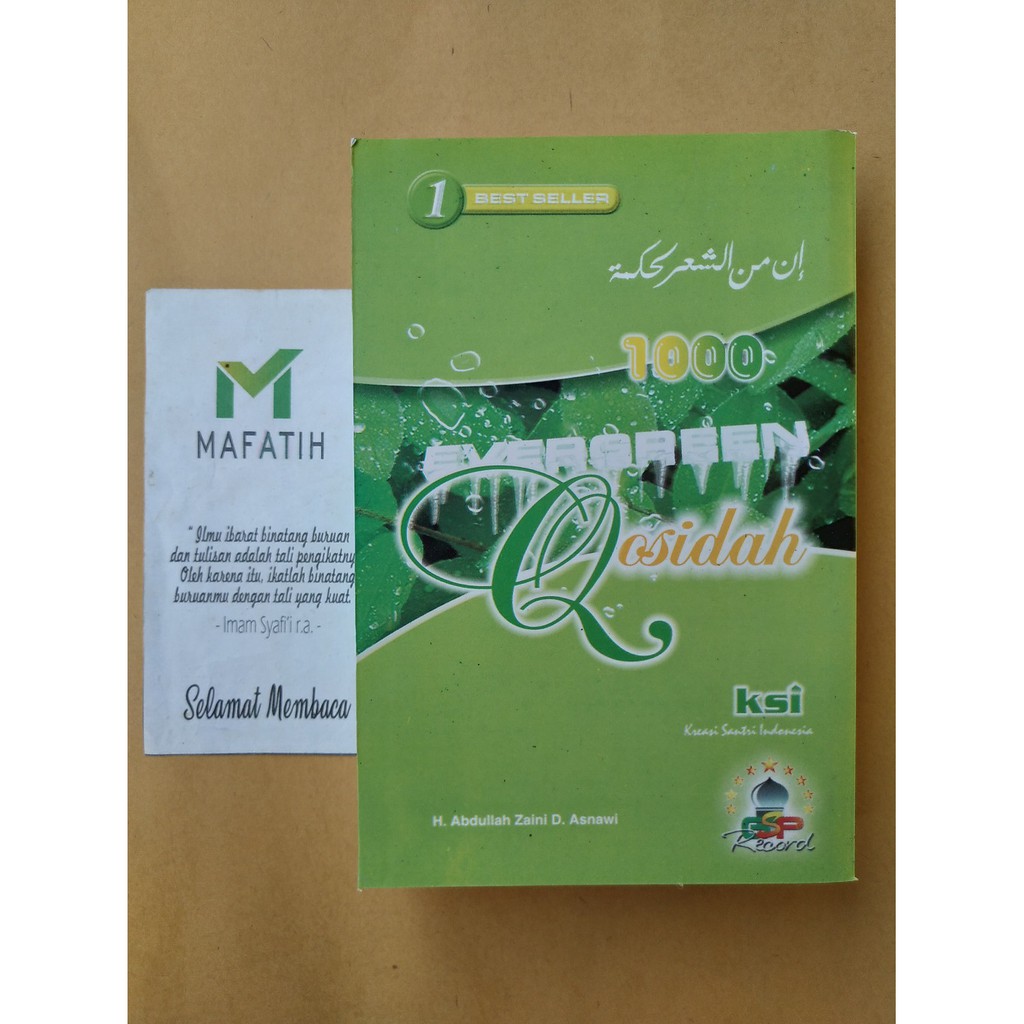 MAFATIH
" Ilmu ibarat binatang buruan
dan tulisan adalah tali pengikatny
Oleh karena itu, ikatlah binatang
buruanmu dengan tali yang kuat.
- Imam Syafi'i r.a. -
Selamat Membaca
1 BEST SELLER
إن من الشعر لحكمة
1000
EVERGREEN
Qosidah
ksi
Kreasi Santri Indonesia
GSP
Record
H. Abdullah Zaini D. Asnawi